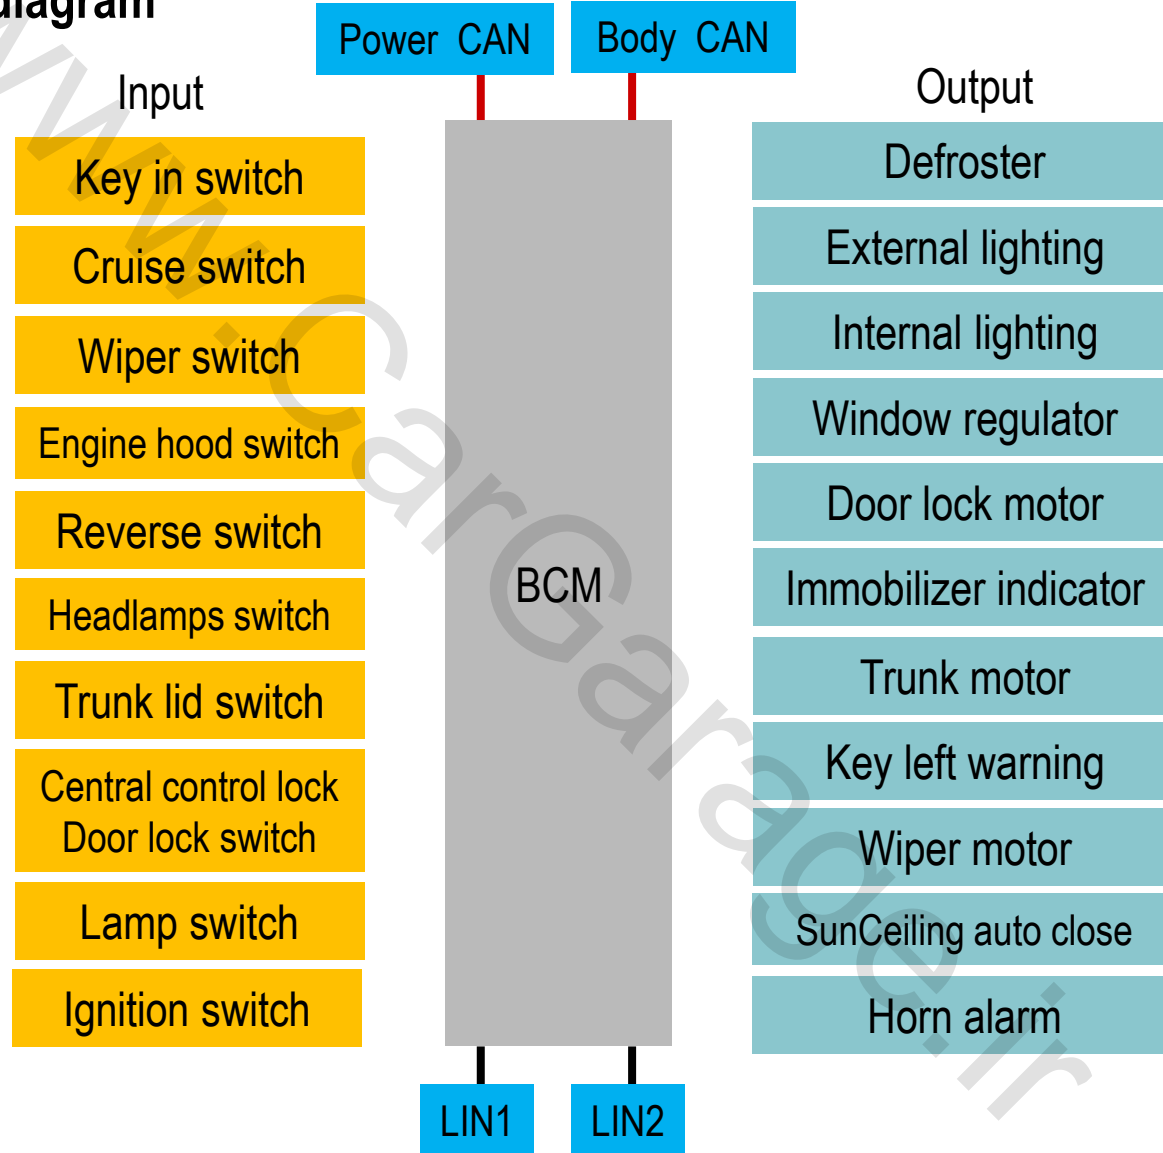 diagram
Power CAN
Body CAN
Input
Output
Key in switch
Cruise switch
Wiper switch
Engine hood switch
Reverse switch
Headlamps switch
Trunk lid switch
Central control lock
Door lock switch
Lamp switch
Ignition switch
BCM
Defroster
External lighting
Internal lighting
Window regulator
Door lock motor
Immobilizer indicator
Trunk motor
Key left warning
Wiper motor
SunCeiling auto close
Horn alarm
LIN1
LIN2
www.CarGarage.ir